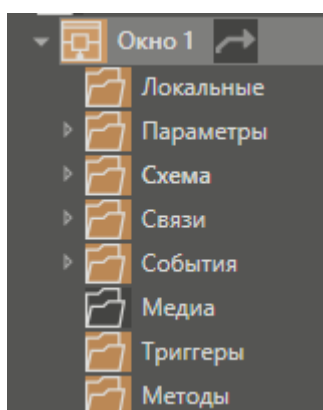 Окно 1
Локальные
Параметры
Схема
Связи
События
Медиа
Триггеры
Методы